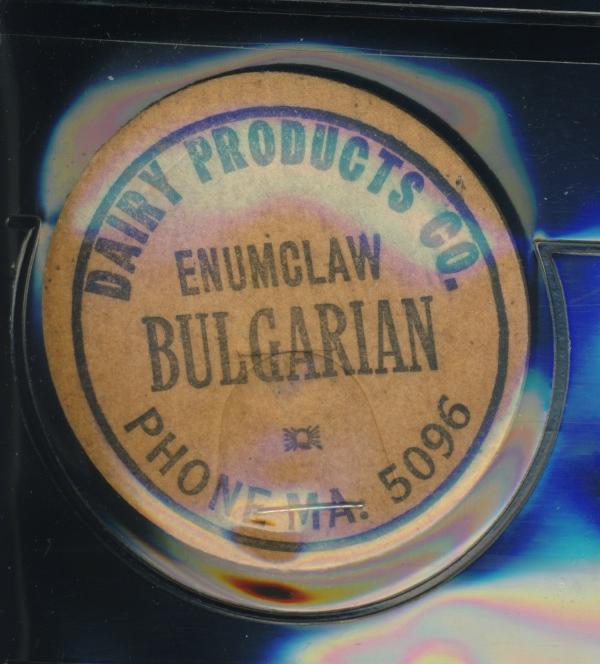 DAIRY PRODUCTS CO.
ENUMCLAW
BULGARIAN
PHONE MA. 5096